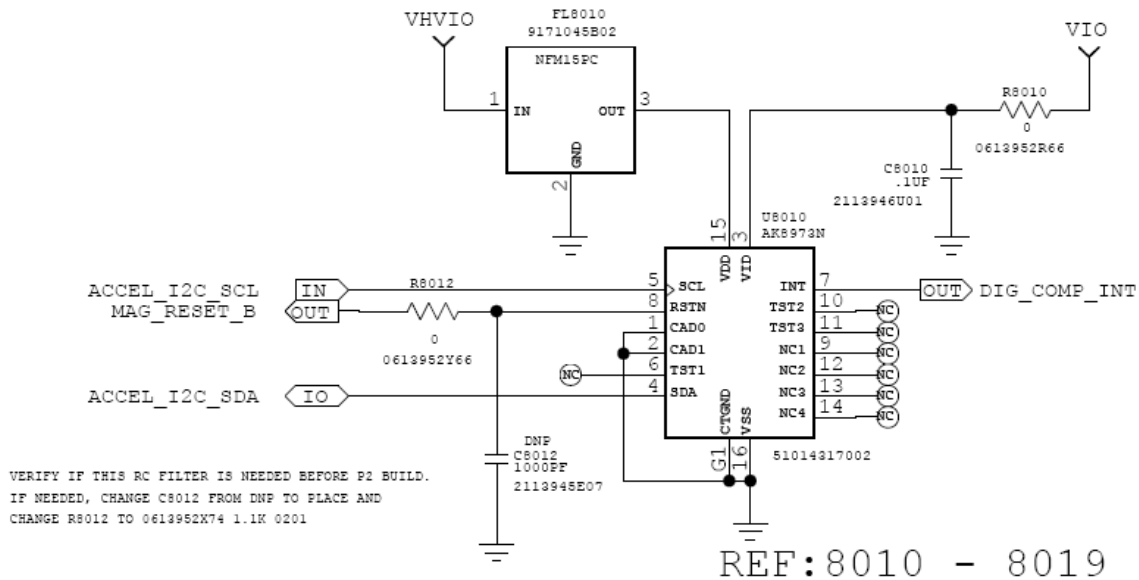 VHVIO
FL8010
9171045B02
NFM15PC
1
IN
OUT
3
GND
2
VIO
R8010
0
0613952R66
C8010
.1UF
2113946U01
U8010
AK8973N
15
3
VDD
VID
ACCEL_I2C_SCL
IN
5
SCL
MAG_RESET_B
OUT
R8012
0
0613952Y66
8
RSTN
1
CAD0
2
CAD1
NC
6
TST1
ACCEL_I2C_SDA
IO
4
SDA
INT
7
OUT
DIG_COMP_INT
TST2
10
NC
TST3
11
NC
NC1
9
NC
NC2
12
NC
NC3
13
NC
NC4
14
NC
CTGND
VSS
G1
16
51014317002
DNP
C8012
1000PF
2113945E07
VERIFY IF THIS RC FILTER IS NEEDED BEFORE P2 BUILD.
IF NEEDED, CHANGE C8012 FROM DNP TO PLACE AND
CHANGE R8012 TO 0613952X74 1.1K 0201
REF:8010 - 8019